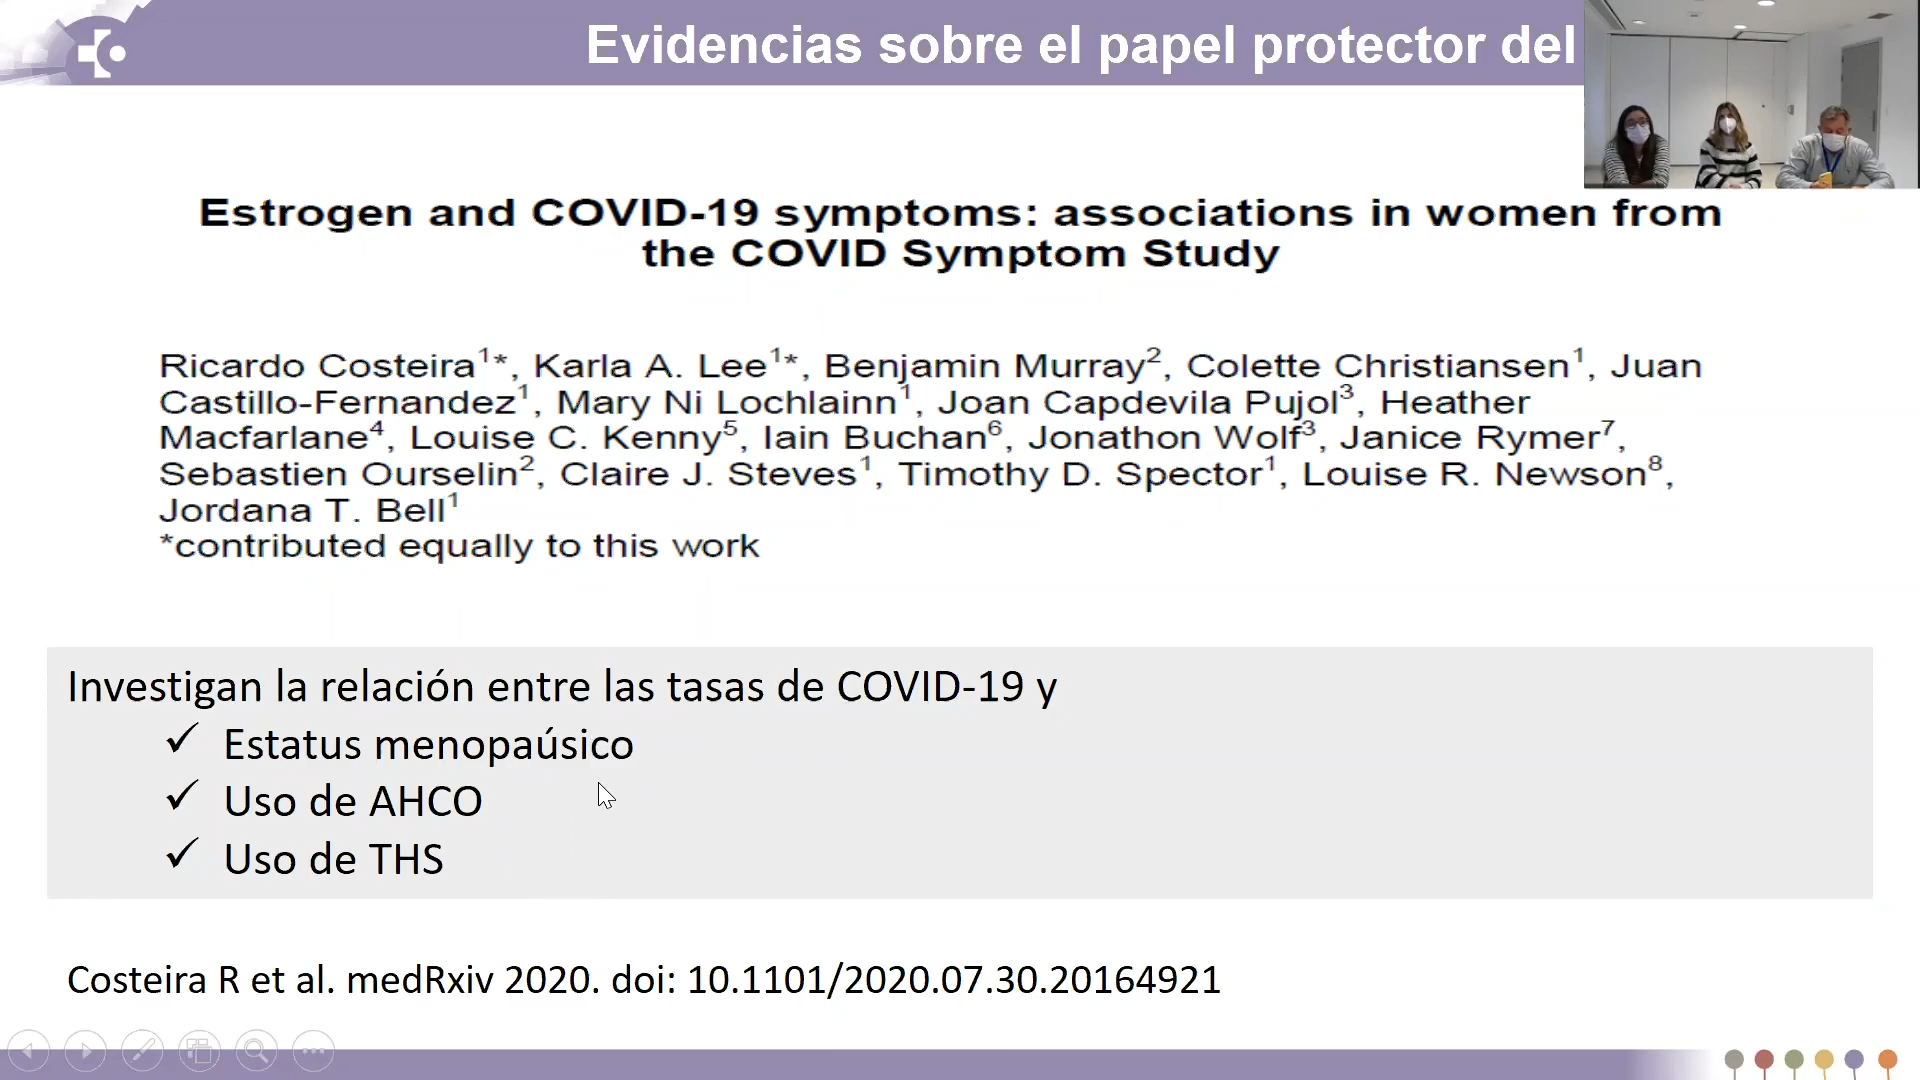 Evidencias sobre el papel protector del
Estrogen and COVID-19 symptoms: associations in women from
the COVID Symptom Study
Ricardo Costeira1*, Karla A. Lee1*, Benjamin Murray2, Colette Christiansen1, Juan
Castillo-Fernandez1, Mary Ni Lochlainn1, Joan Capdevila Pujol3, Heather
Macfarlane4, Louise C. Kenny5, Iain Buchan6, Jonathon Wolf3, Janice Rymer7,
Sebastien Ourselin2, Claire J. Steves1, Timothy D. Spector1, Louise R. Newson8,
Jordana T. Bell1
*contributed equally to this work
Investigan la relación entre las tasas de COVID-19 y
✓ Estatus menopaúsico
✓ Uso de AHCO
✓ Uso de THS
Costeira R et al. medRxiv 2020. doi: 10.1101/2020.07.30.20164921